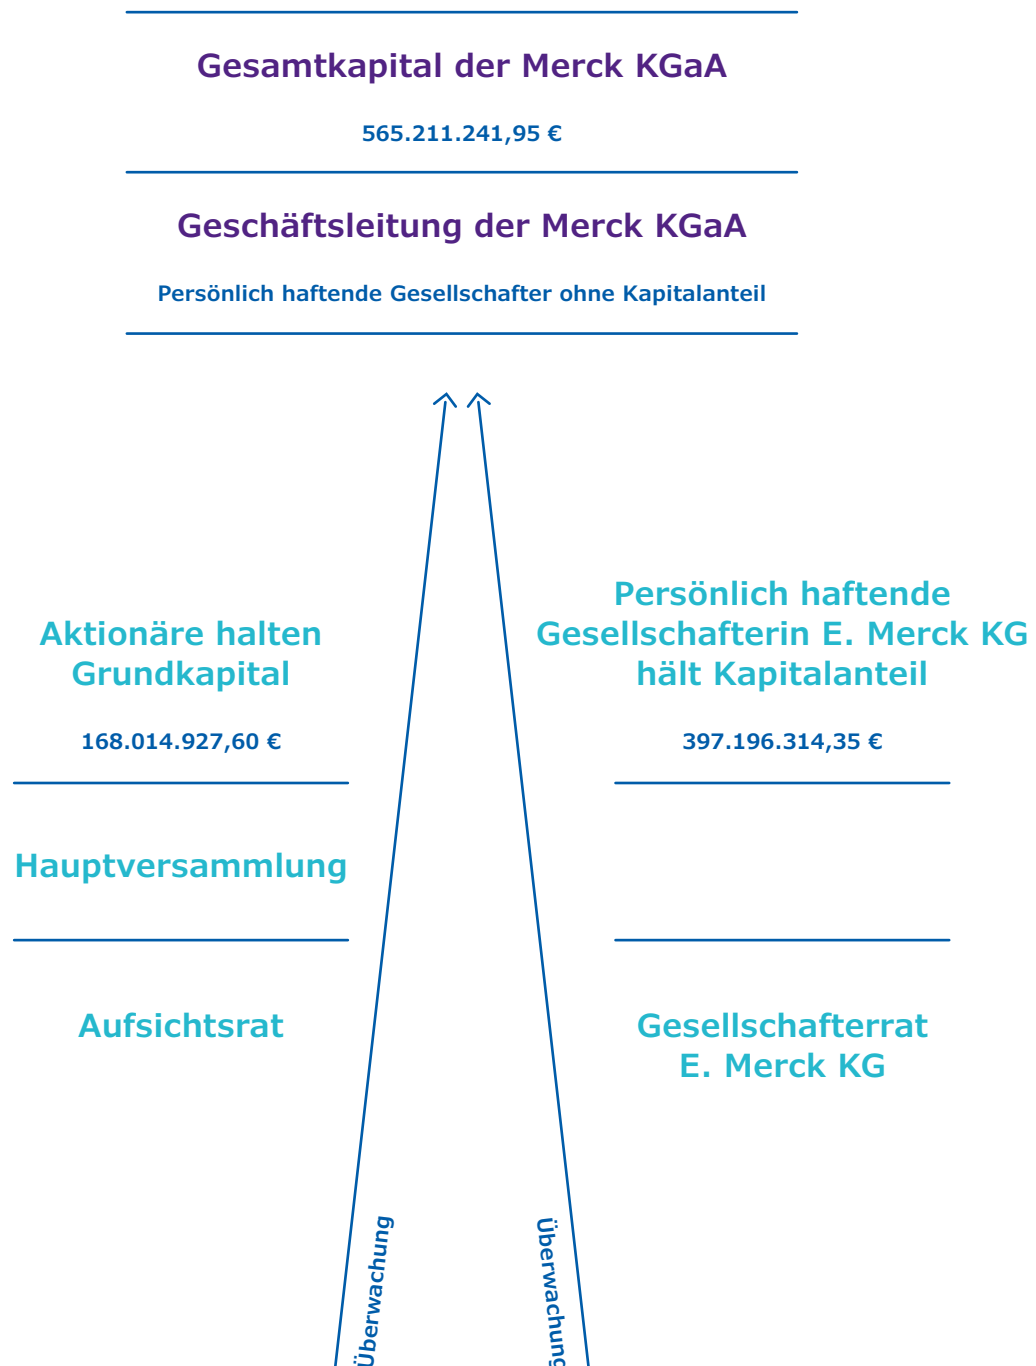 Gesamtkapital der Merck KGaA
565.211.241,95 €
Geschäftsleitung der Merck KGaA
Persönlich haftende Gesellschafter ohne Kapitalanteil
Aktionäre halten
Grundkapital
168.014.927,60 €
Hauptversammlung
Aufsichtsrat
Persönlich haftende
Gesellschafterin E. Merck KG
hält Kapitalanteil
397.196.314,35 €
Gesellschafterrat
E. Merck KG
Überwachung
Überwachung